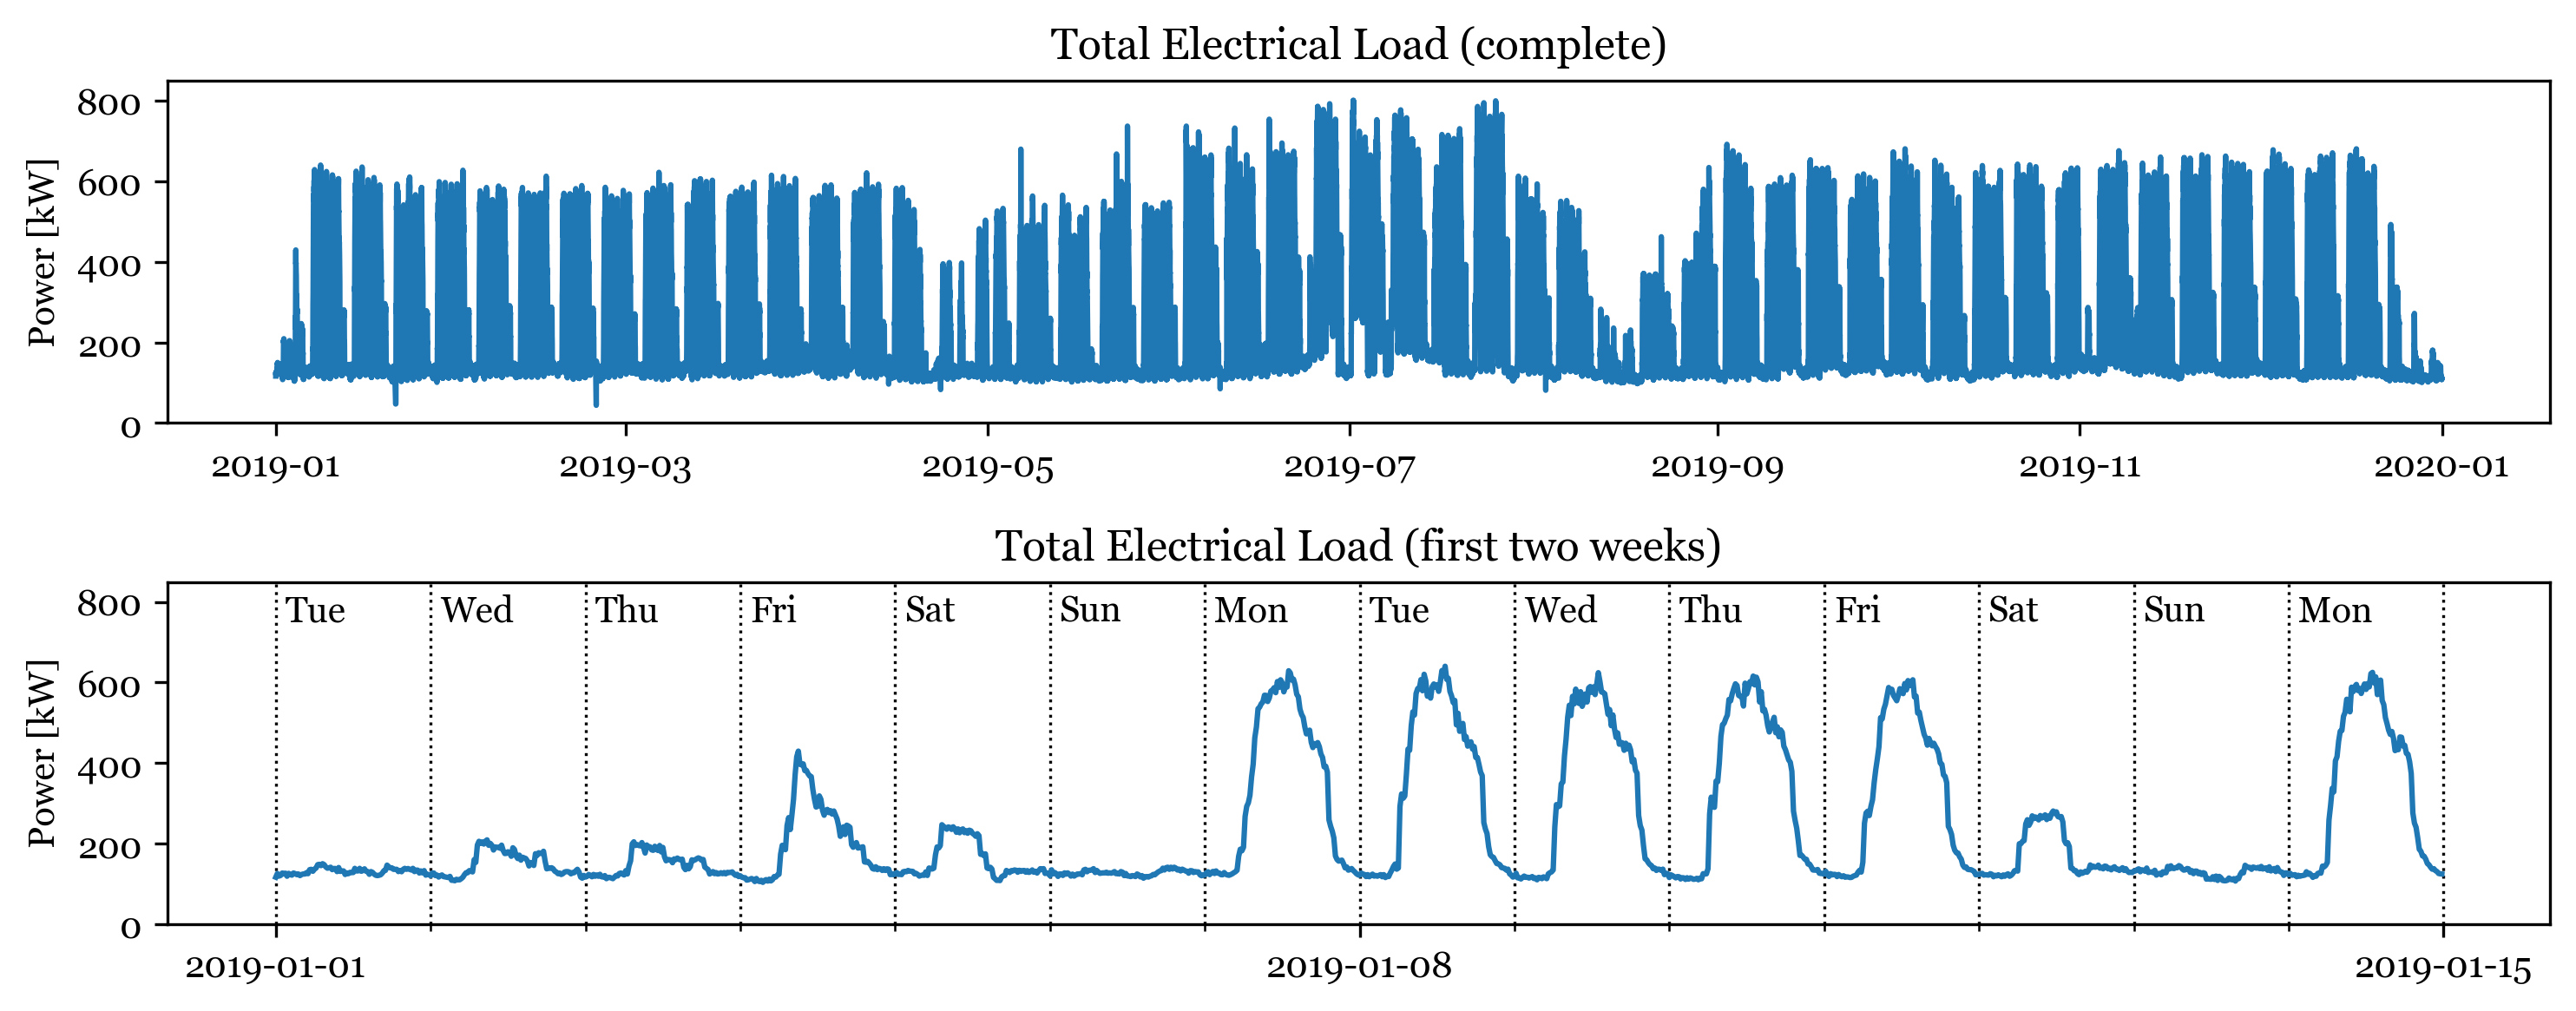 Total Electrical Load (complete)
Power [kW]
800
600
400
200
0
2019-01 2019-03 2019-05 2019-07 2019-09 2019-11 2020-01
Total Electrical Load (first two weeks)
Power [kW]
800
600
400
200
0
Tue Wed Thu Fri Sat Sun Mon Tue Wed Thu Fri Sat Sun Mon
2019-01-01 2019-01-08 2019-01-15